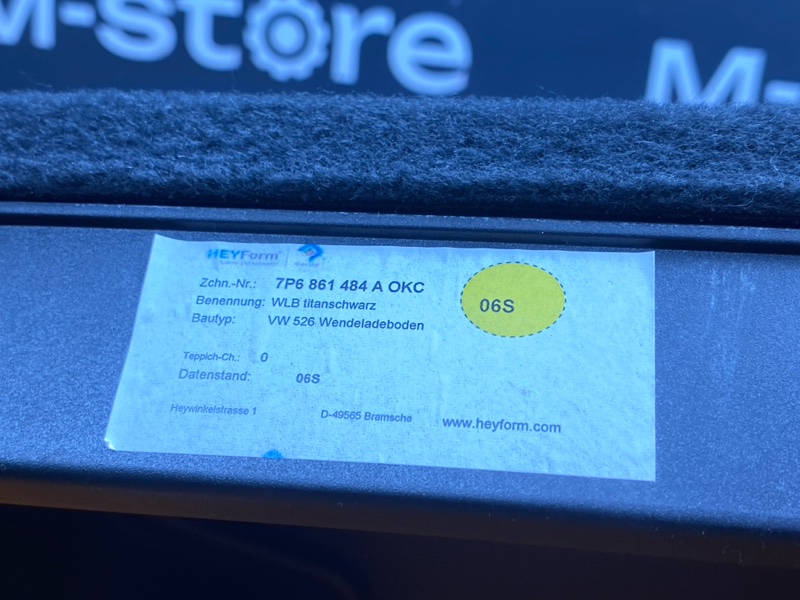 M-store
M-
HEYForm
Zchn.-Nr.: 7P6 861 484 A OKC
Benennung: WLB titanschwarz
Bautyp: VW 526 Wendeladeboden
06S
Teppich-Ch.: 0
Datenstand: 06S
Heywinkelstrasse 1 D-49565 Bramsche www.heyform.com